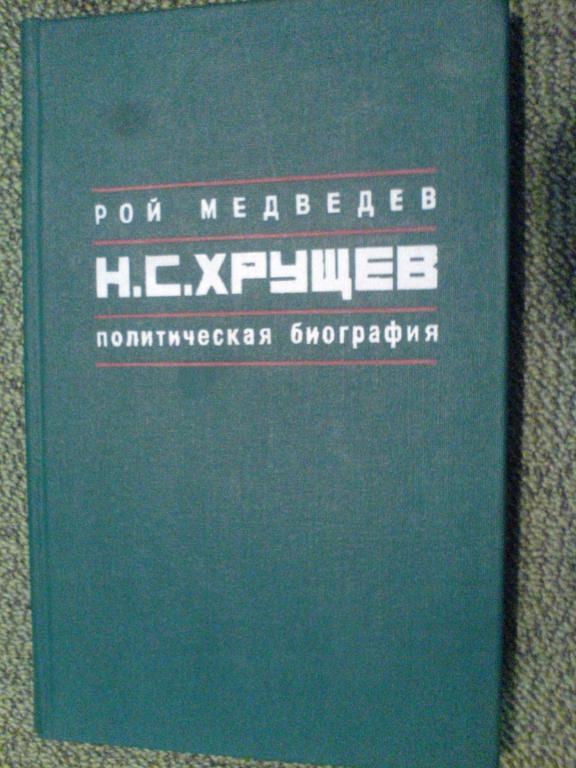 РОЙ МЕДВЕДЕВ
Н.С.ХРУЩЕВ
политическая биография